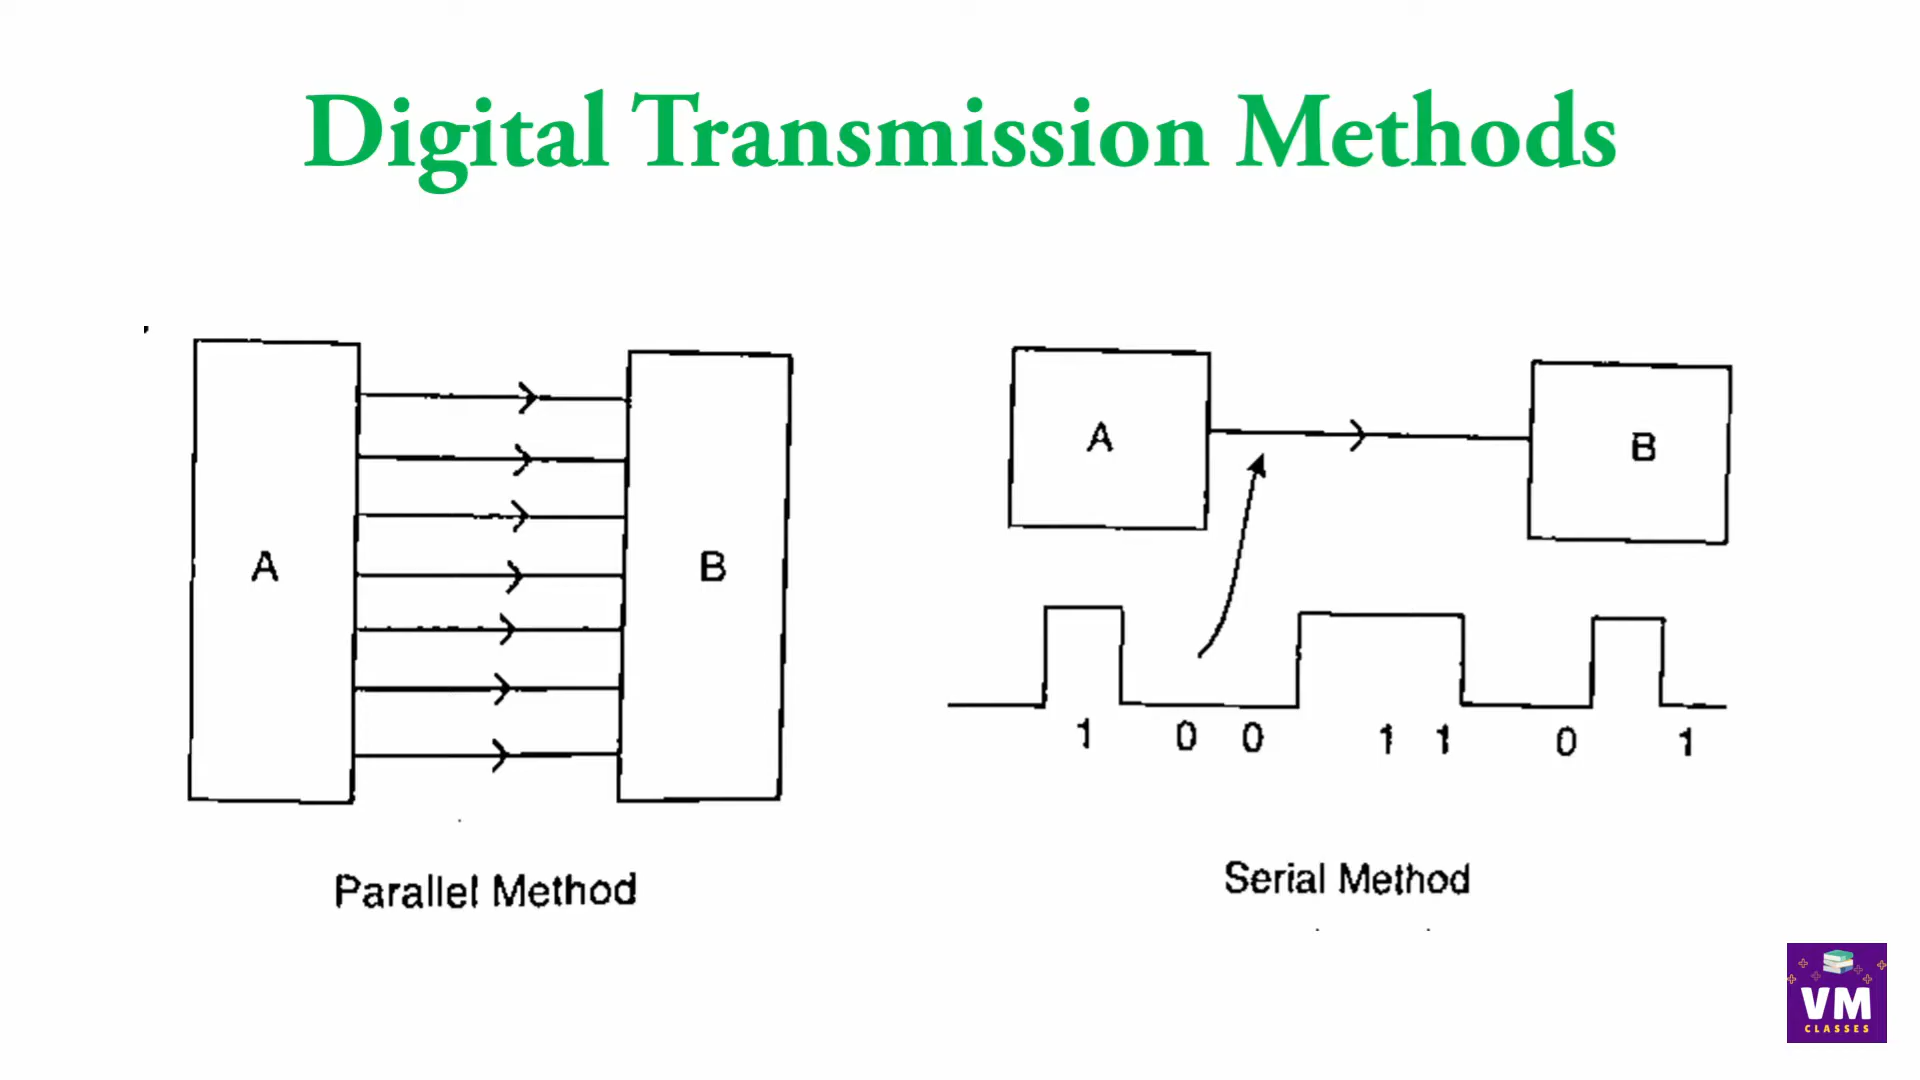 Digital Transmission Methods
A
B
Parallel Method
A
B
1 0 0 1 1 0 1
Serial Method
VM
CLASSES